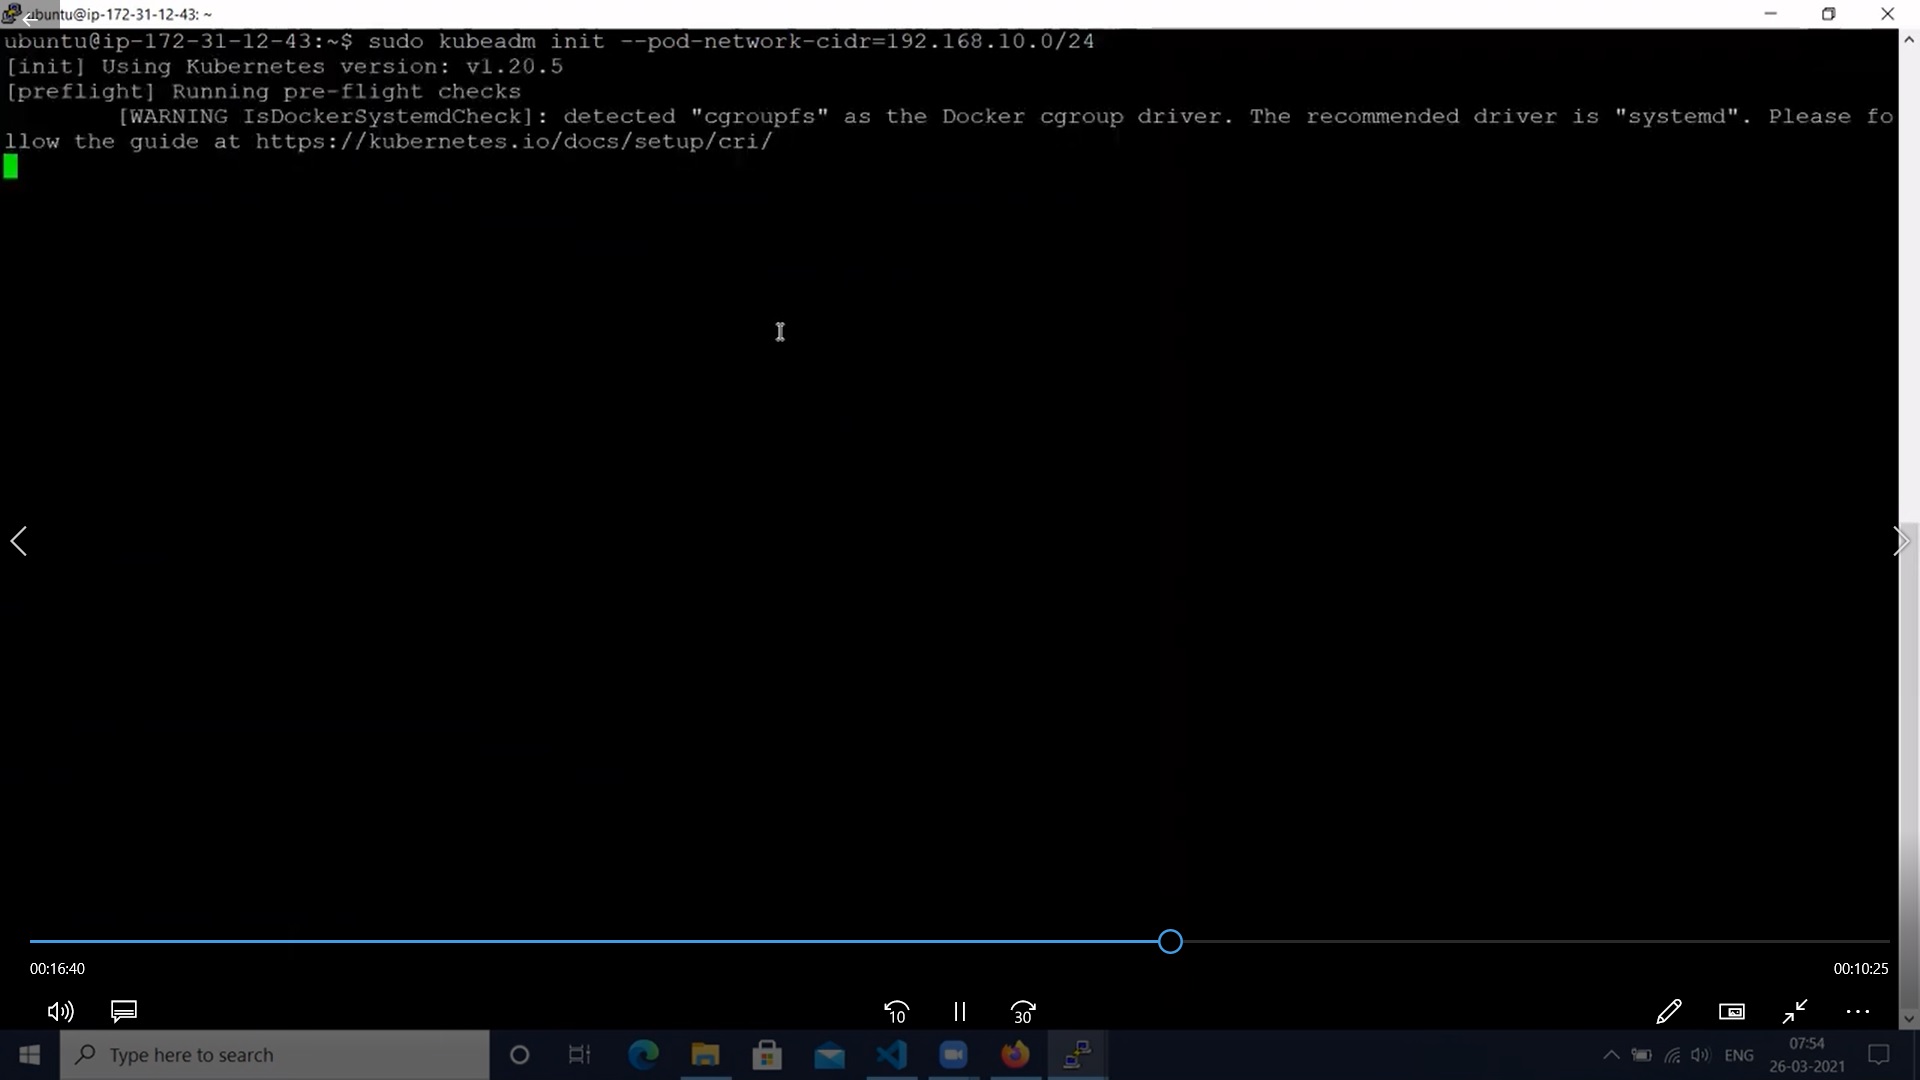 ubuntu@ip-172-31-12-43: ~
ubuntu@ip-172-31-12-43:~$ sudo kubeadm init --pod-network-cidr=192.168.10.0/24
[init] Using Kubernetes version: v1.20.5
[preflight] Running pre-flight checks
[WARNING IsDockerSystemdCheck]: detected "cgroupfs" as the Docker cgroup driver. The recommended driver is "systemd". Please fo
llow the guide at https://kubernetes.io/docs/setup/cri/
00:16:40
00:10:25
10
30
Type here to search
ENG
07:54
26-03-2021